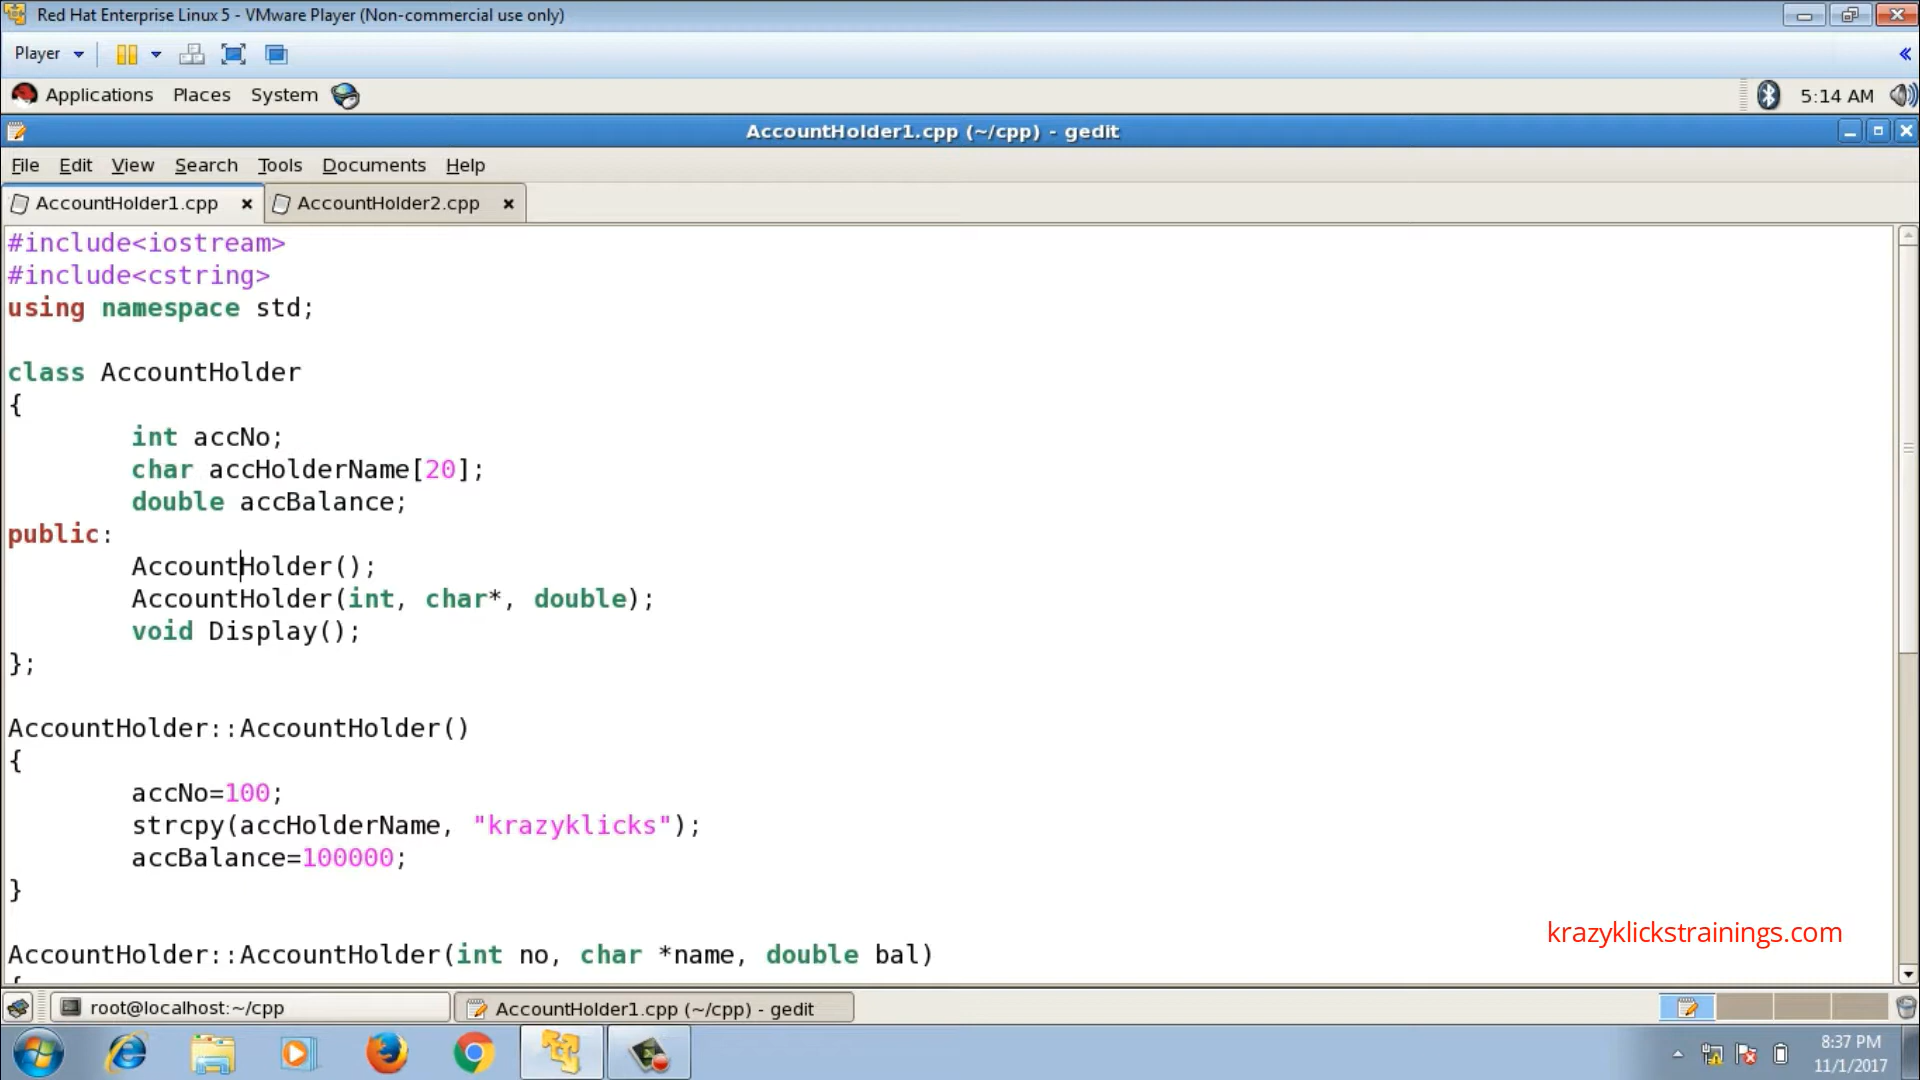 Red Hat Enterprise Linux 5 - VMware Player (Non-commercial use only)
Player
Applications Places System 5:14 AM
AccountHolder1.cpp (~/cpp) - gedit
File Edit View Search Tools Documents Help
AccountHolder1.cpp AccountHolder2.cpp
#include<iostream>
#include<cstring>
using namespace std;
class AccountHolder
{
int accNo;
char accHolderName[20];
double accBalance;
public:
AccountHolder();
AccountHolder(int, char*, double);
void Display();
};
AccountHolder::AccountHolder()
{
accNo=100;
strcpy(accHolderName, "krazyklicks");
accBalance=100000;
}
krazyklickstrainings.com
AccountHolder::AccountHolder(int no, char *name, double bal)
root@localhost:~/cpp AccountHolder1.cpp (~/cpp) - gedit
8:37 PM
11/1/2017